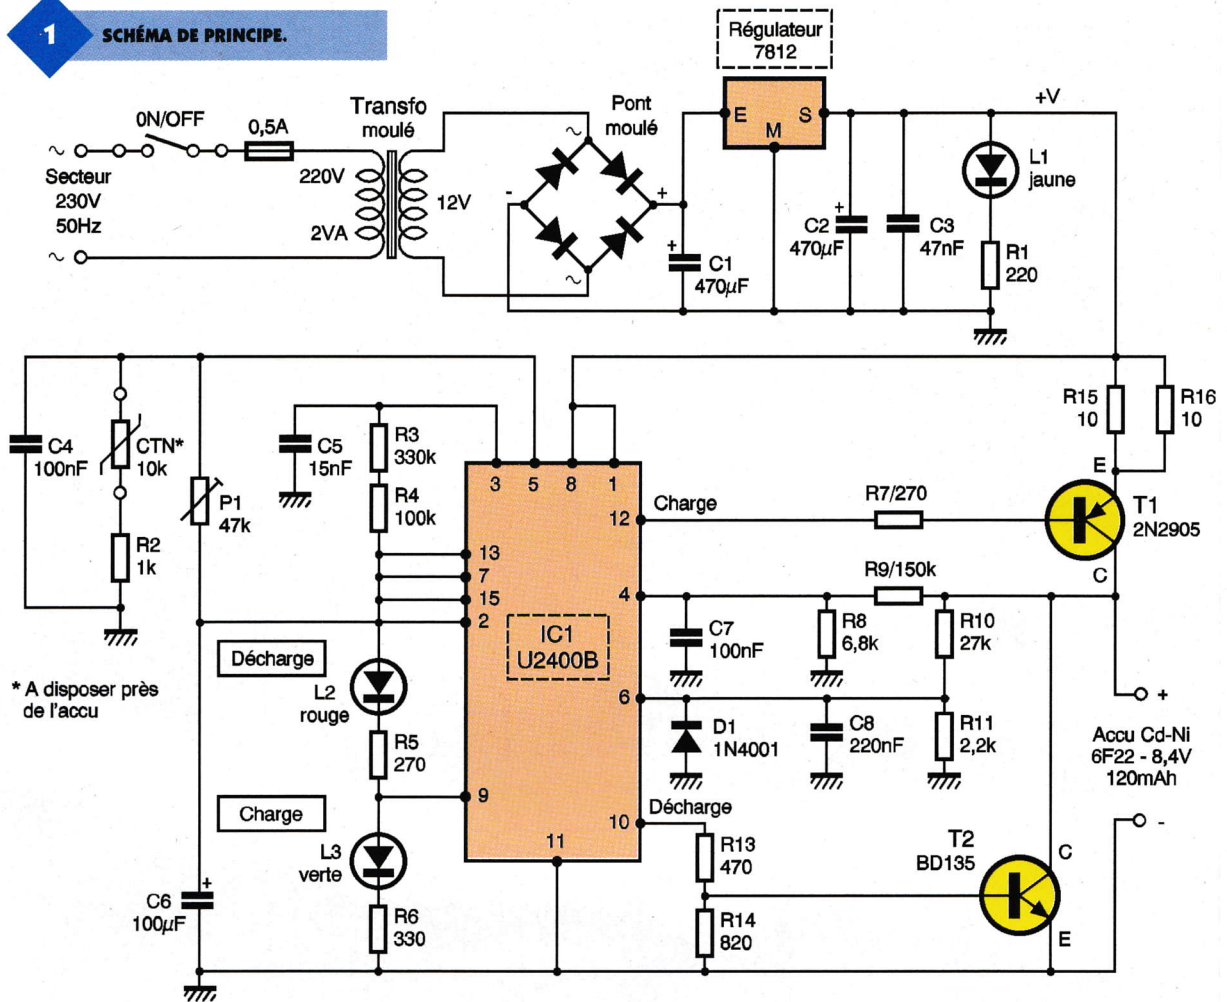 1
SCHÉMA DE PRINCIPE.
Régulateur
7812
ON/OFF
0,5A
Transfo
moulé
Pont
moulé
E
M
S
+V
~
Secteur
230V
50Hz
~
220V
2VA
12V
~
-
+
~
+
C1
470µF
+
C2
470µF
C3
47nF
L1
jaune
R1
220
C4
100nF
CTN*
10k
R2
1k
P1
47k
C5
15nF
R3
330k
R4
100k
3
5
8
1
13
7
15
2
9
11
12
4
6
10
IC1
U2400B
Charge
R7/270
R15
10
R16
10
E
T1
2N2905
C
R9/150k
C7
100nF
R8
6,8k
R10
27k
D1
1N4001
C8
220nF
R11
2,2k
+
Accu Cd-Ni
6F22 - 8,4V
120mAh
-
* A disposer près
de l'accu
Décharge
L2
rouge
R5
270
Charge
L3
verte
R6
330
+
C6
100µF
Décharge
R13
470
R14
820
T2
BD135
C
E